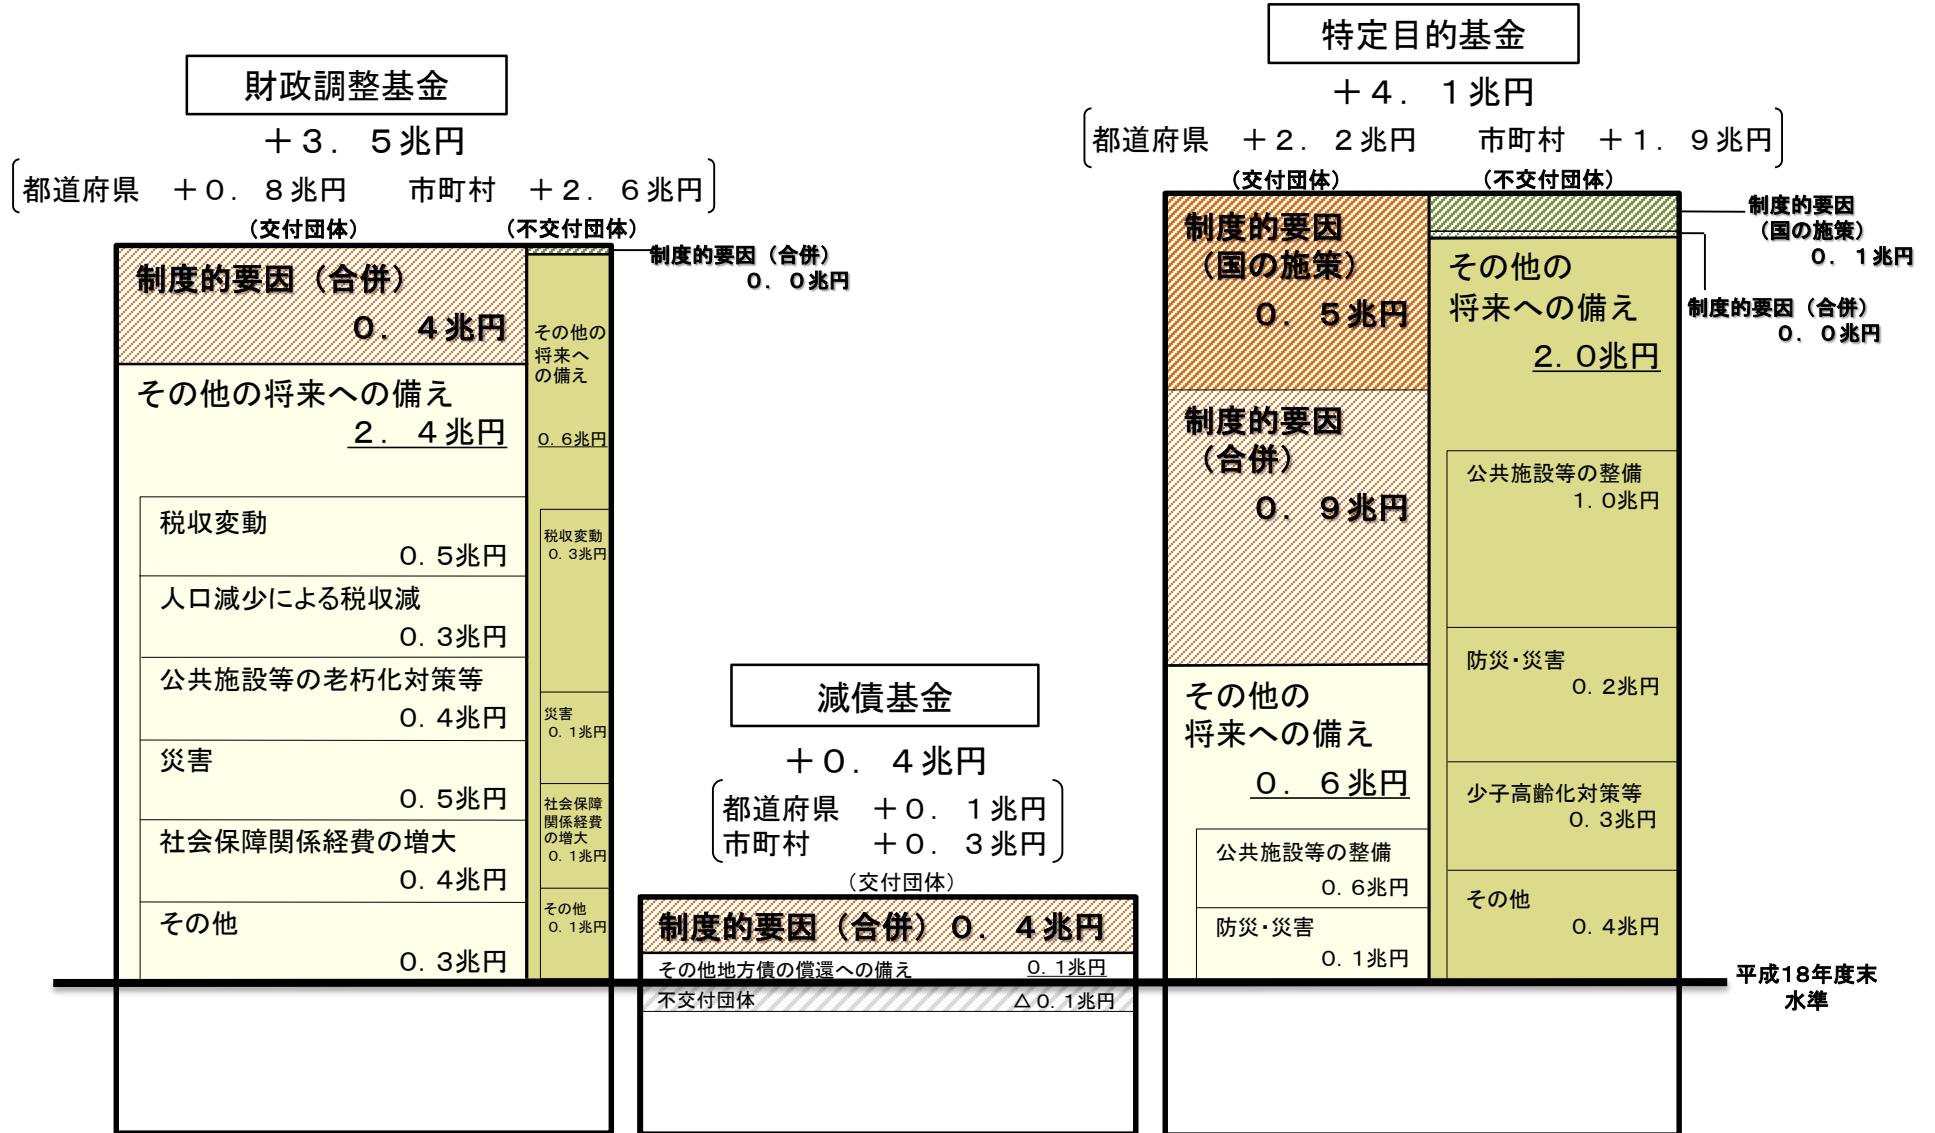 財政調整基金
＋３．５兆円
都道府県　＋０．８兆円　　市町村　＋２．６兆円
（交付団体）
（不交付団体）
制度的要因（合併）
０．４兆円
その他の将来への備え
２．４兆円
税収変動
０．５兆円
人口減少による税収減
０．３兆円
公共施設等の老朽化対策等
０．４兆円
災害
０．５兆円
社会保障関係経費の増大
０．４兆円
その他
０．３兆円
制度的要因（合併）
０．０兆円
その他の
将来へ
の備え
０．６兆円
税収変動
０．３兆円
災害
０．１兆円
社会保障
関係経費
の増大
０．１兆円
その他
０．１兆円
減債基金
＋０．４兆円
都道府県　＋０．１兆円
市町村　　＋０．３兆円
（交付団体）
制度的要因（合併）０．４兆円
その他地方債の償還への備え　０．１兆円
不交付団体　△０．１兆円
特定目的基金
＋４．１兆円
都道府県　＋２．２兆円　　市町村　＋１．９兆円
（交付団体）
（不交付団体）
制度的要因
（国の施策）
０．５兆円
制度的要因
（合併）
０．９兆円
その他の
将来への備え
０．６兆円
公共施設等の整備
０．６兆円
防災・災害
０．１兆円
制度的要因
（国の施策）
０．１兆円
制度的要因（合併）
０．０兆円
その他の
将来への備え
２．０兆円
公共施設等の整備
１．０兆円
防災・災害
０．２兆円
少子高齢化対策等
０．３兆円
その他
０．４兆円
平成18年度末
水準